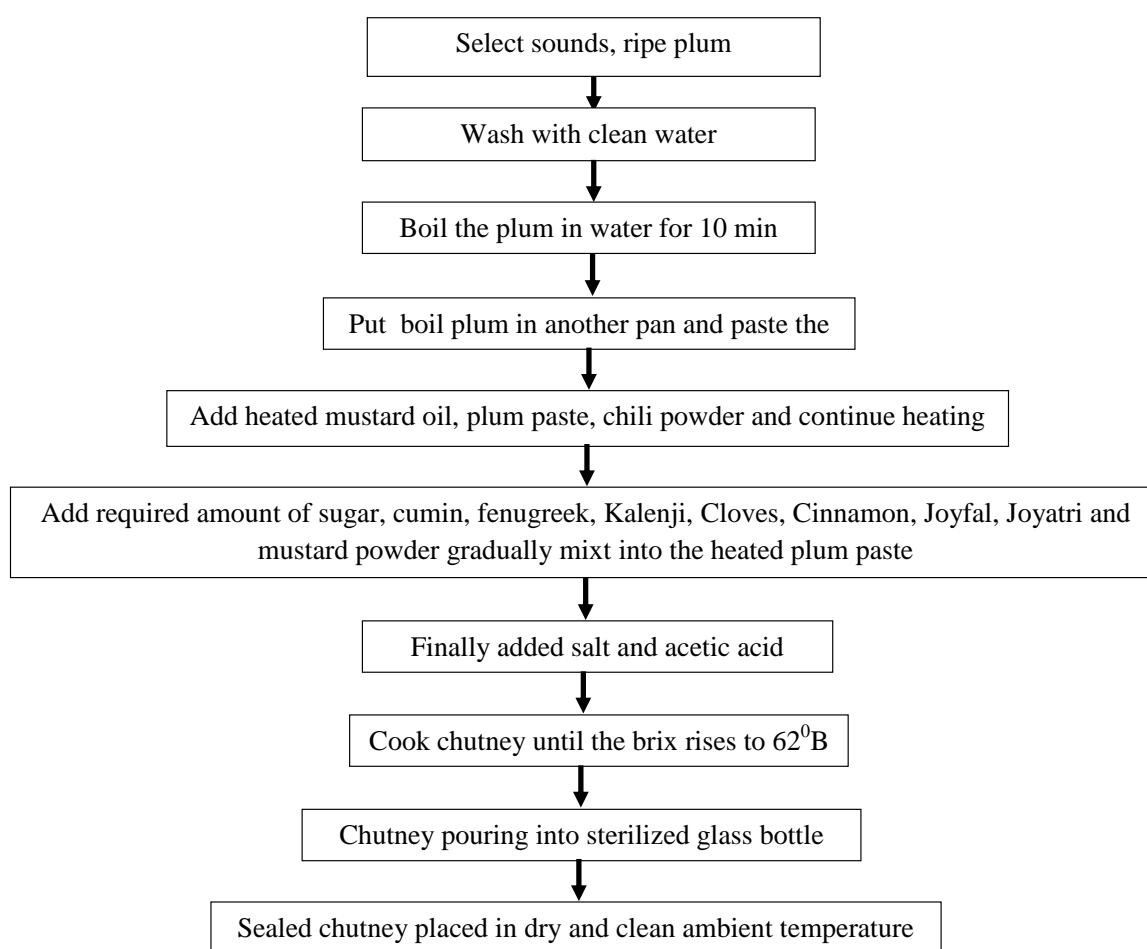 Select sounds, ripe plum
Wash with clean water
Boil the plum in water for 10 min
Put boil plum in another pan and paste the
Add heated mustard oil, plum paste, chili powder and continue heating
Add required amount of sugar, cumin, fenugreek, Kalenji, Cloves, Cinnamon, Joyfal, Joyatri and
mustard powder gradually mixt into the heated plum paste
Finally added salt and acetic acid
Cook chutney until the brix rises to 62⁰B
Chutney pouring into sterilized glass bottle
Sealed chutney placed in dry and clean ambient temperature